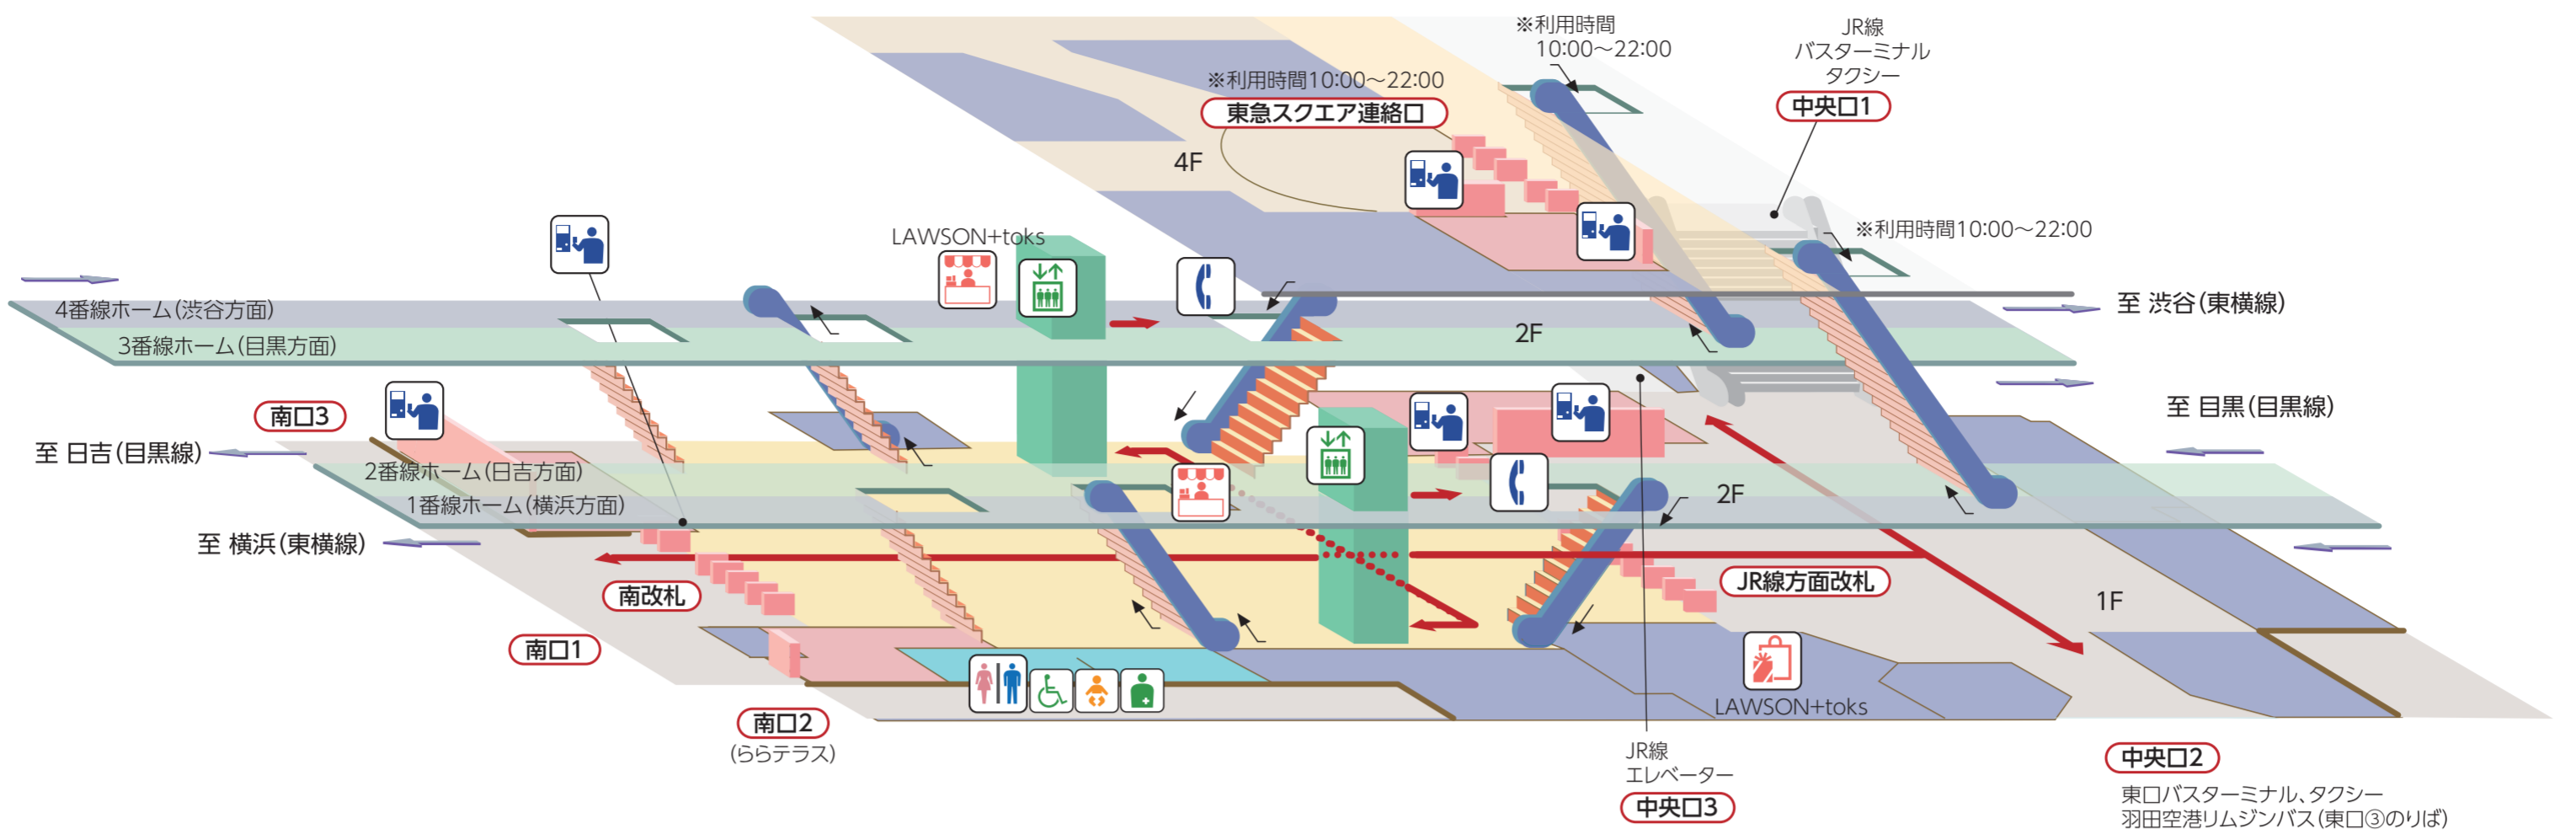 ※利用時間
10:00～22:00
JR線
バスターミナル
タクシー
中央口1
※利用時間10:00～22:00
東急スクエア連絡口
4F
※利用時間10:00～22:00
LAWSON+toks
4番線ホーム(渋谷方面)
3番線ホーム(目黒方面)
2F
至 渋谷(東横線)
至 目黒(目黒線)
南口3
至 日吉(目黒線)
2番線ホーム(日吉方面)
1番線ホーム(横浜方面)
2F
至 横浜(東横線)
南改札
JR線方面改札
1F
南口1
南口2
(ららテラス)
LAWSON+toks
JR線
エレベーター
中央口3
中央口2
東口バスターミナル、タクシー
羽田空港リムジンバス(東口③のりば)